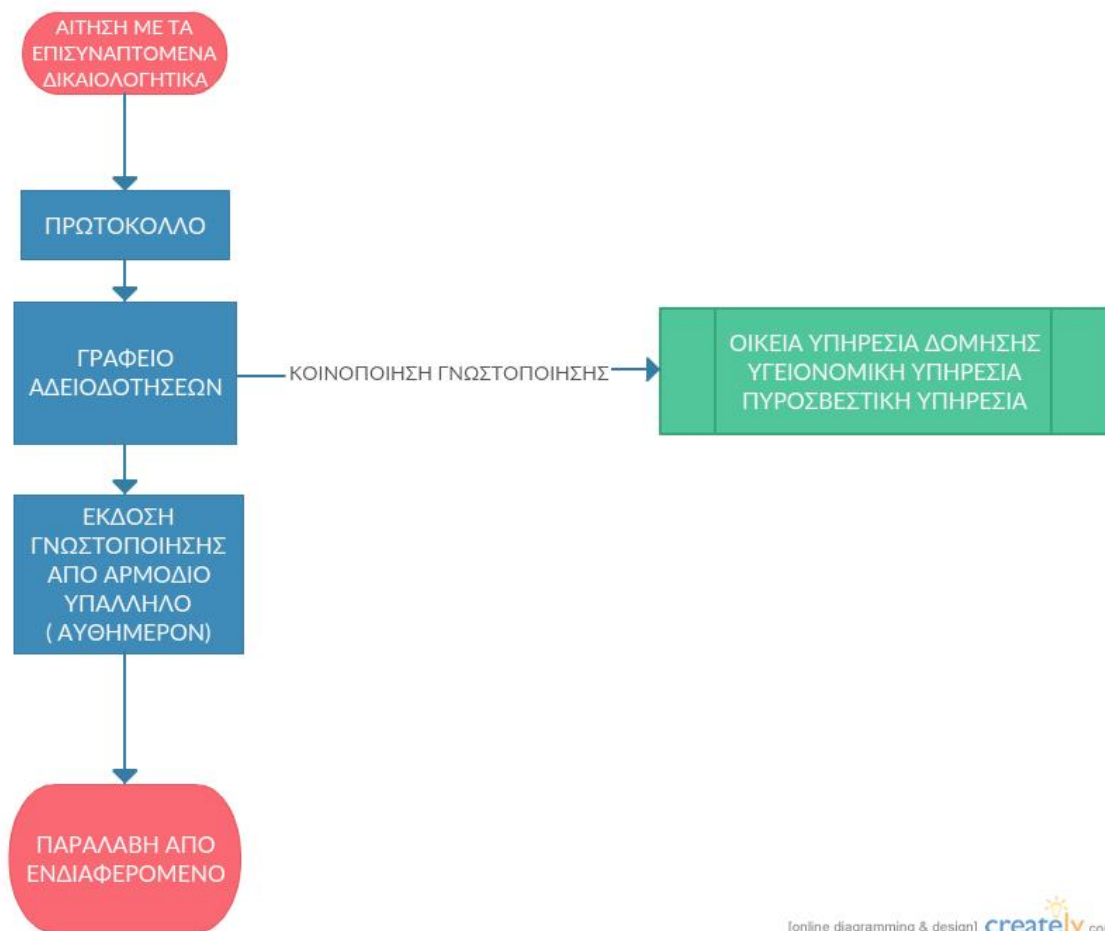 ΑΙΤΗΣΗ ΜΕ ΤΑ
ΕΠΙΣΥΝΑΠΤΟΜΕΝΑ
ΔΙΚΑΙΟΛΟΓΗΤΙΚΑ
ΠΡΩΤΟΚΟΛΛΟ
ΓΡΑΦΕΙΟ
ΑΔΕΙΟΔΟΤΗΣΕΩΝ
ΚΟΙΝΟΠΟΙΗΣΗ ΓΝΩΣΤΟΠΟΙΗΣΗΣ
ΟΙΚΕΙΑ ΥΠΗΡΕΣΙΑ ΔΟΜΗΣΗΣ
ΥΓΕΙΟΝΟΜΙΚΗ ΥΠΗΡΕΣΙΑ
ΠΥΡΟΣΒΕΣΤΙΚΗ ΥΠΗΡΕΣΙΑ
ΕΚΔΟΣΗ
ΓΝΩΣΤΟΠΟΙΗΣΗΣ
ΑΠΟ ΑΡΜΟΔΙΟ
ΥΠΑΛΛΗΛΟ
( ΑΥΘΗΜΕΡΟΝ)
ΠΑΡΑΛΑΒΗ ΑΠΟ
ΕΝΔΙΑΦΕΡΟΜΕΝΟ
[online diagramming & design] creately